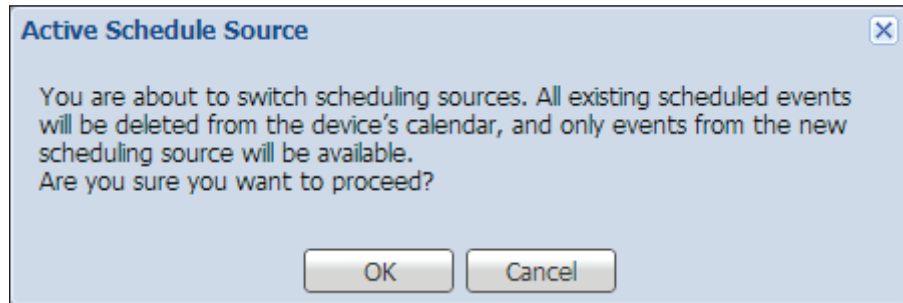 Active Schedule Source
You are about to switch scheduling sources. All existing scheduled events
will be deleted from the device's calendar, and only events from the new
scheduling source will be available.
Are you sure you want to proceed?
OK
Cancel